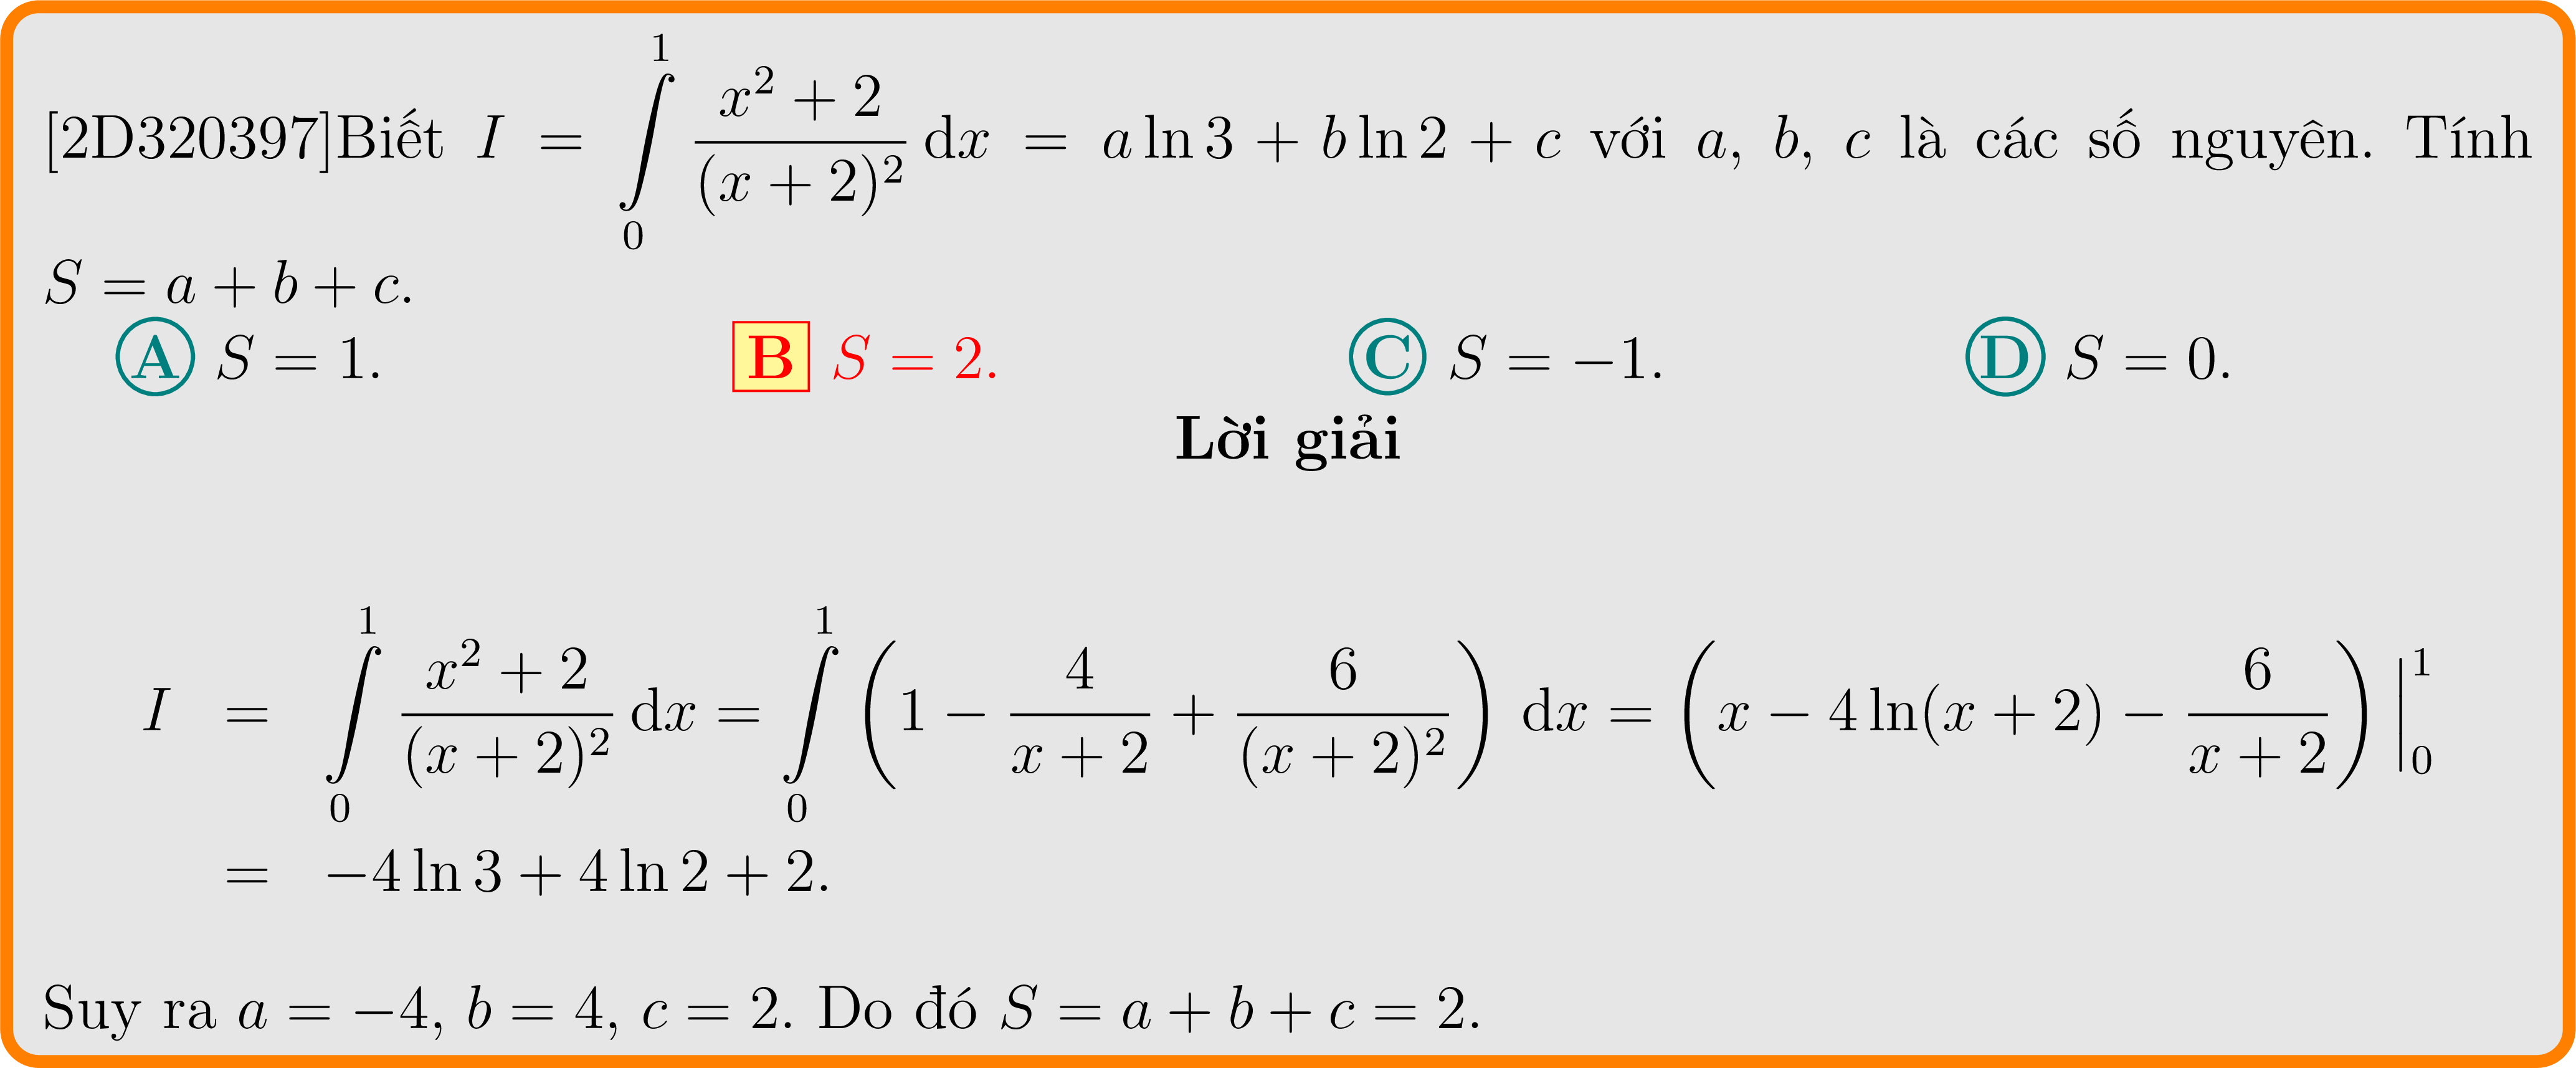 [2D320397]Biết $I = \int\limits_0^1 \frac{x^2+2}{(x+2)^2}\,\mathrm{d}x = a\ln 3 + b\ln 2 + c$ với $a$, $b$, $c$ là các số nguyên. Tính
$S = a + b + c$.
A $S = 1$. B $S = 2$. C $S = -1$. D $S = 0$.
Lời giải
$I = \int\limits_0^1 \frac{x^2+2}{(x+2)^2}\,\mathrm{d}x = \int\limits_0^1 \left(1 - \frac{4}{x+2} + \frac{6}{(x+2)^2}\right)\mathrm{d}x = \left(x - 4\ln(x+2) - \frac{6}{x+2}\right)\Big|_0^1$
$= -4\ln 3 + 4\ln 2 + 2$.
Suy ra $a = -4$, $b = 4$, $c = 2$. Do đó $S = a + b + c = 2$.